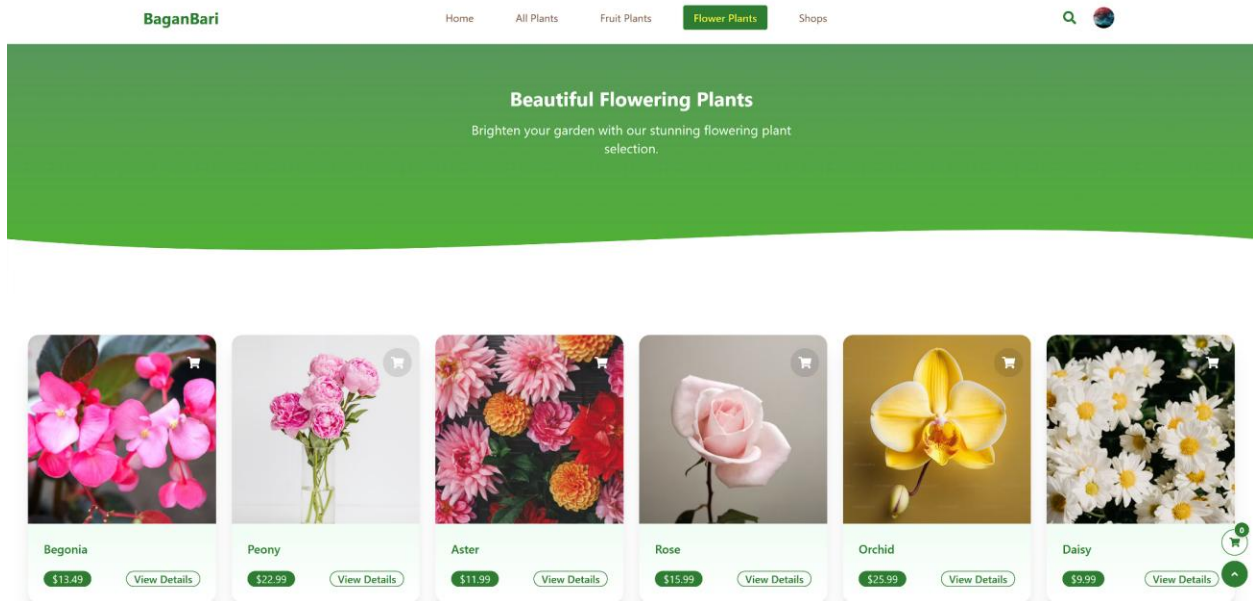 BaganBari
Home All Plants Fruit Plants Flower Plants Shops
Beautiful Flowering Plants
Brighten your garden with our stunning flowering plant
selection.
Begonia Peony Aster Rose Orchid Daisy
0
$13.49 View Details $22.99 View Details $11.99 View Details $15.99 View Details $25.99 View Details $9.99 View Details